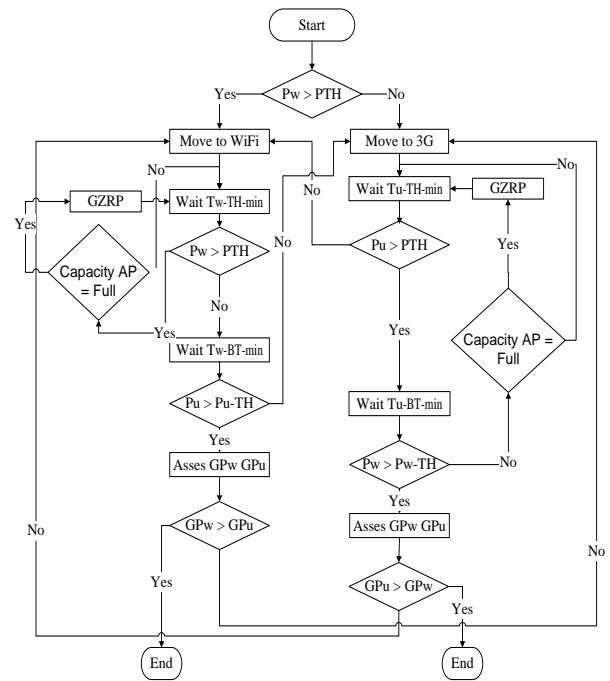 Start
Pw > PTH
Yes
No
Move to WiFi
Move to 3G
No
Wait Tw-TH-min
GZRP
Yes
Pw > PTH
Capacity AP
= Full
Yes
No
Wait Tw-BT-min
Pu > Pu-TH
No
Yes
Asses GPw GPu
GPw > GPu
Yes
No
End
No
Wait Tu-TH-min
GZRP
Pu > PTH
No
Yes
Yes
Capacity AP =
Full
Wait Tu-BT-min
Pw > Pw-TH
No
Yes
Asses GPw GPu
GPu > GPw
Yes
No
End